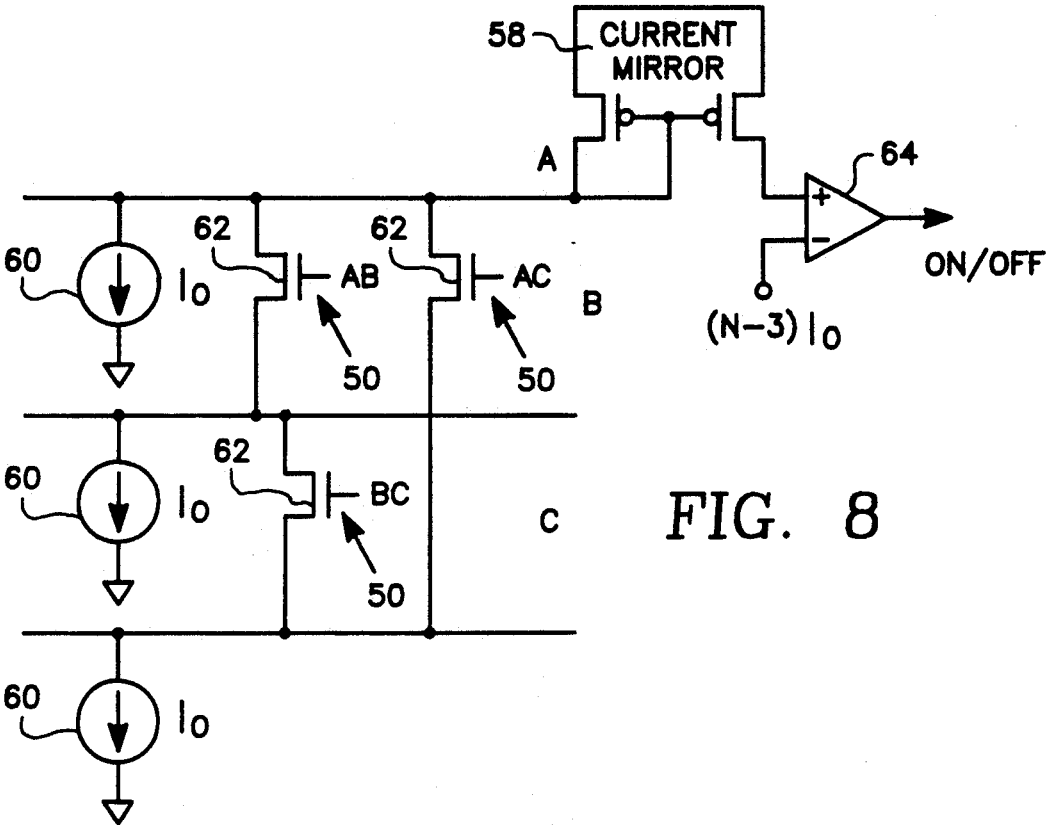 58
CURRENT
MIRROR
A
64
62
62
60
I0
AB
AC
B
ON/OFF
(N-3) I0
50
50
62
60
I0
BC
C
FIG. 8
50
60
I0
+
−